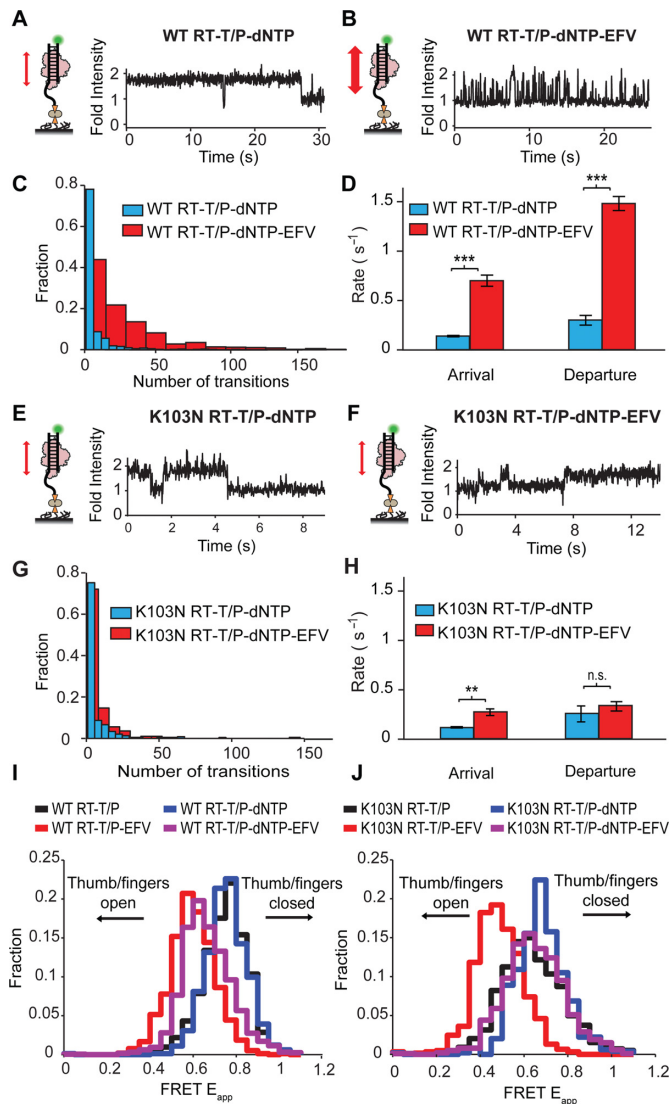 A
WT RT-T/P-dNTP
Fold Intensity
2
1
0
0 10 20 30
Time (s)
B
WT RT-T/P-dNTP-EFV
Fold Intensity
2
1
0
0 10 20
Time (s)
C
WT RT-T/P-dNTP
WT RT-T/P-dNTP-EFV
Fraction
0.8
0.6
0.4
0.2
0
0 50 100 150
Number of transitions
D
WT RT-T/P-dNTP
WT RT-T/P-dNTP-EFV
***
***
Rate ( s⁻¹)
1.5
1
0.5
0
Arrival Departure
E
K103N RT-T/P-dNTP
Fold Intensity
2
1
0
0 2 4 6 8
Time (s)
F
K103N RT-T/P-dNTP-EFV
Fold Intensity
2
1
0
0 4 8 12
Time (s)
G
K103N RT-T/P-dNTP
K103N RT-T/P-dNTP-EFV
Fraction
0.8
0.6
0.4
0.2
0
0 50 100 150
Number of transitions
H
K103N RT-T/P-dNTP
K103N RT-T/P-dNTP-EFV
**
n.s.
Rate ( s⁻¹)
1.5
1
0.5
0
Arrival Departure
I
WT RT-T/P WT RT-T/P-dNTP
WT RT-T/P-EFV WT RT-T/P-dNTP-EFV
Thumb/fingers open
Thumb/fingers closed
Fraction
0.25
0.2
0.15
0.1
0.05
0
0 0.2 0.4 0.6 0.8 1 1.2
FRET E_app
J
K103N RT-T/P K103N RT-T/P-dNTP
K103N RT-T/P-EFV K103N RT-T/P-dNTP-EFV
Thumb/fingers open
Thumb/fingers closed
0.25
0.2
0.15
0.1
0.05
0
0 0.2 0.4 0.6 0.8 1 1.2
FRET E_app